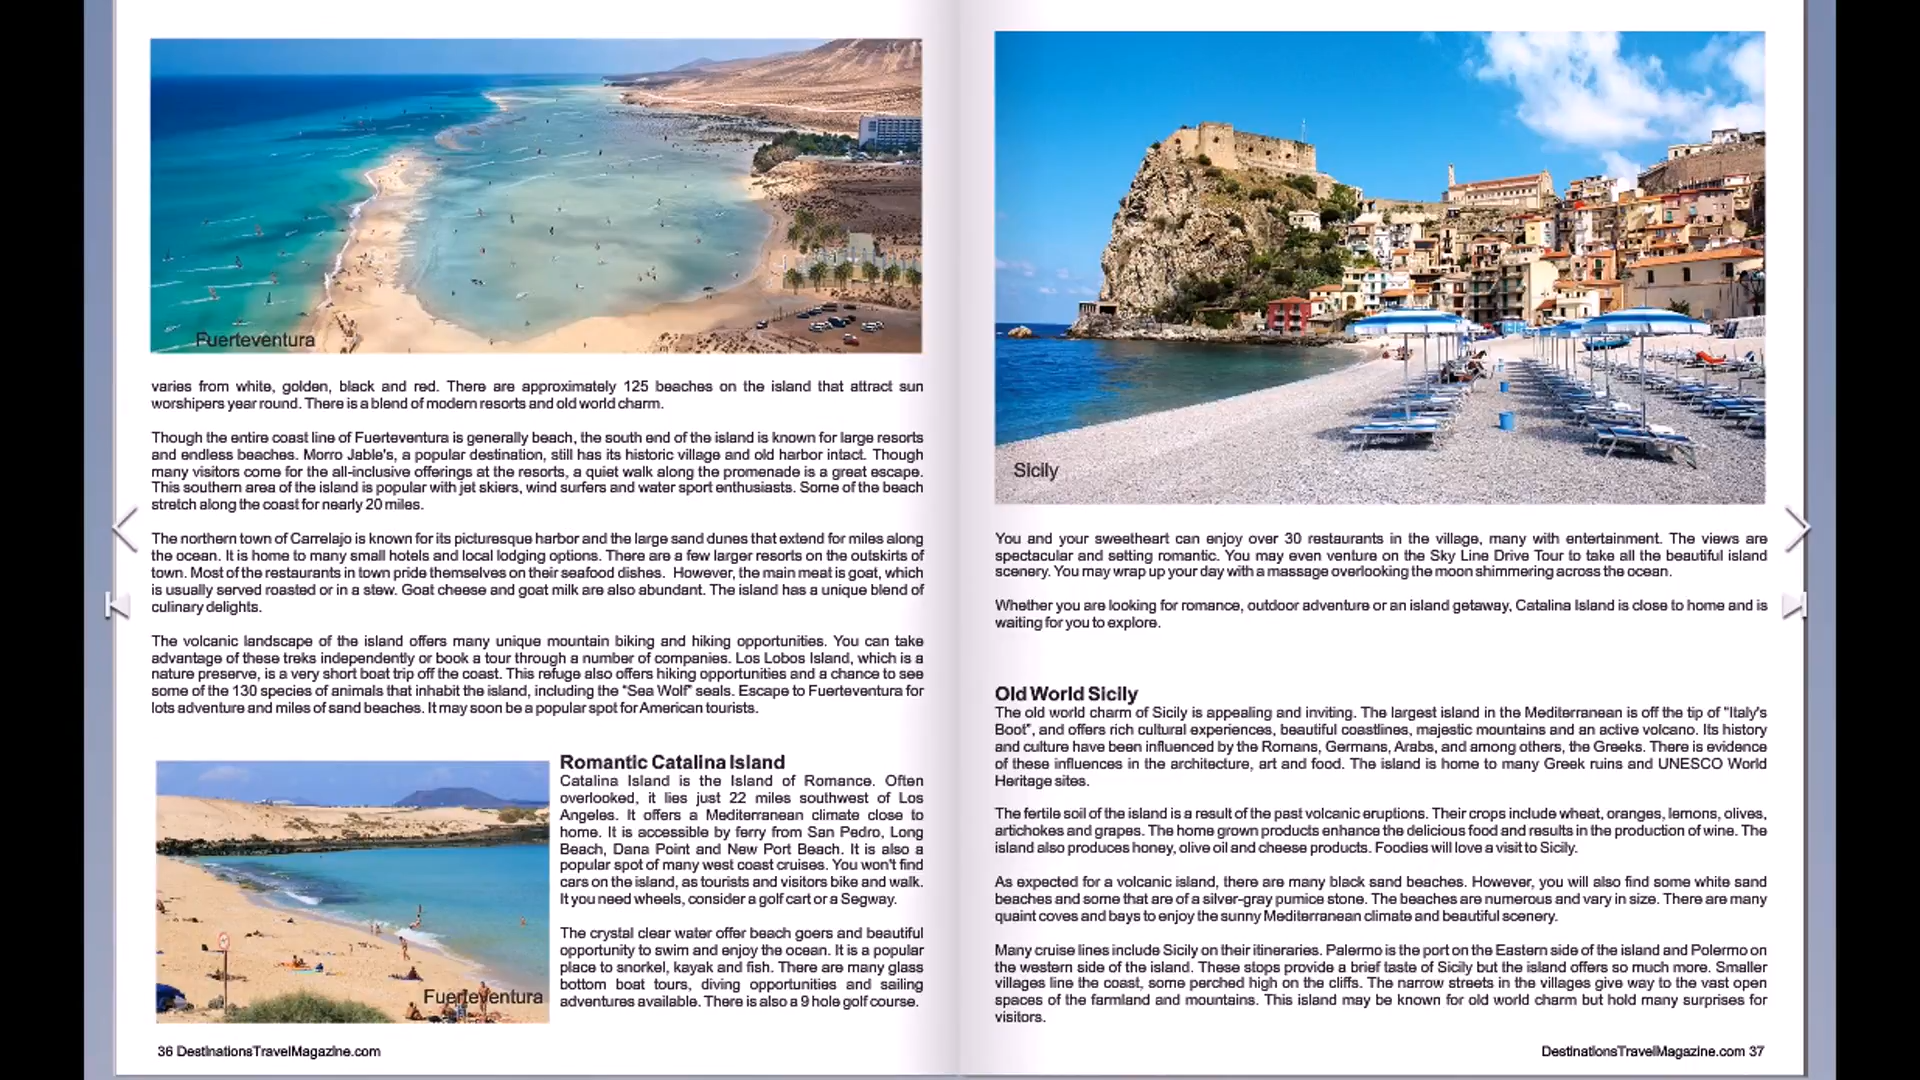 Fuerteventura
varies from white, golden, black and red. There are approximately 125 beaches on the island that attract sun
worshipers year round. There is a blend of modern resorts and old world charm.
Though the entire coast line of Fuerteventura is generally beach, the south end of the island is known for large resorts
and endless beaches. Morro Jable's, a popular destination, still has its historic village and old harbor intact. Though
many visitors come for the all-inclusive offerings at the resorts, a quiet walk along the promenade is a great escape.
This southern area of the island is popular with jet skiers, wind surfers and water sport enthusiasts. Some of the beach
stretch along the coast for nearly 20 miles.
The northern town of Carrelajo is known for its picturesque harbor and the large sand dunes that extend for miles along
the ocean. It is home to many small hotels and local lodging options. There are a few larger resorts on the outskirts of
town. Most of the restaurants in town pride themselves on their seafood dishes. However, the main meat is goat, which
is usually served roasted or in a stew. Goat cheese and goat milk are also abundant. The island has a unique blend of
culinary delights.
The volcanic landscape of the island offers many unique mountain biking and hiking opportunities. You can take
advantage of these treks independently or book a tour through a number of companies. Los Lobos Island, which is a
nature preserve, is a very short boat trip off the coast. This refuge also offers hiking opportunities and a chance to see
some of the 130 species of animals that inhabit the island, including the “Sea Wolf” seals. Escape to Fuerteventura for
lots adventure and miles of sand beaches. It may soon be a popular spot for American tourists.
Romantic Catalina Island
Catalina Island is the Island of Romance. Often
overlooked, it lies just 22 miles southwest of Los
Angeles. It offers a Mediterranean climate close to
home. It is accessible by ferry from San Pedro, Long
Beach, Dana Point and New Port Beach. It is also a
popular spot of many west coast cruises. You won't find
cars on the island, as tourists and visitors bike and walk.
It you need wheels, consider a golf cart or a Segway.
The crystal clear water offer beach goers and beautiful
opportunity to swim and enjoy the ocean. It is a popular
place to snorkel, kayak and fish. There are many glass
bottom boat tours, diving opportunities and sailing
adventures available. There is also a 9 hole golf course.
Fuerteventura
36 DestinationsTravelMagazine.com
Sicily
You and your sweetheart can enjoy over 30 restaurants in the village, many with entertainment. The views are
spectacular and setting romantic. You may even venture on the Sky Line Drive Tour to take all the beautiful island
scenery. You may wrap up your day with a massage overlooking the moon shimmering across the ocean.
Whether you are looking for romance, outdoor adventure or an island getaway, Catalina Island is close to home and is
waiting for you to explore.
Old World Sicily
The old world charm of Sicily is appealing and inviting. The largest island in the Mediterranean is off the tip of “Italy's
Boot”, and offers rich cultural experiences, beautiful coastlines, majestic mountains and an active volcano. Its history
and culture have been influenced by the Romans, Germans, Arabs, and among others, the Greeks. There is evidence
of these influences in the architecture, art and food. The island is home to many Greek ruins and UNESCO World
Heritage sites.
The fertile soil of the island is a result of the past volcanic eruptions. Their crops include wheat, oranges, lemons, olives,
artichokes and grapes. The home grown products enhance the delicious food and results in the production of wine. The
island also produces honey, olive oil and cheese products. Foodies will love a visit to Sicily.
As expected for a volcanic island, there are many black sand beaches. However, you will also find some white sand
beaches and some that are of a silver-gray pumice stone. The beaches are numerous and vary in size. There are many
quaint coves and bays to enjoy the sunny Mediterranean climate and beautiful scenery.
Many cruise lines include Sicily on their itineraries. Palermo is the port on the Eastern side of the island and Polermo on
the western side of the island. These stops provide a brief taste of Sicily but the island offers so much more. Smaller
villages line the coast, some perched high on the cliffs. The narrow streets in the villages give way to the vast open
spaces of the farmland and mountains. This island may be known for old world charm but hold many surprises for
visitors.
DestinationsTravelMagazine.com 37